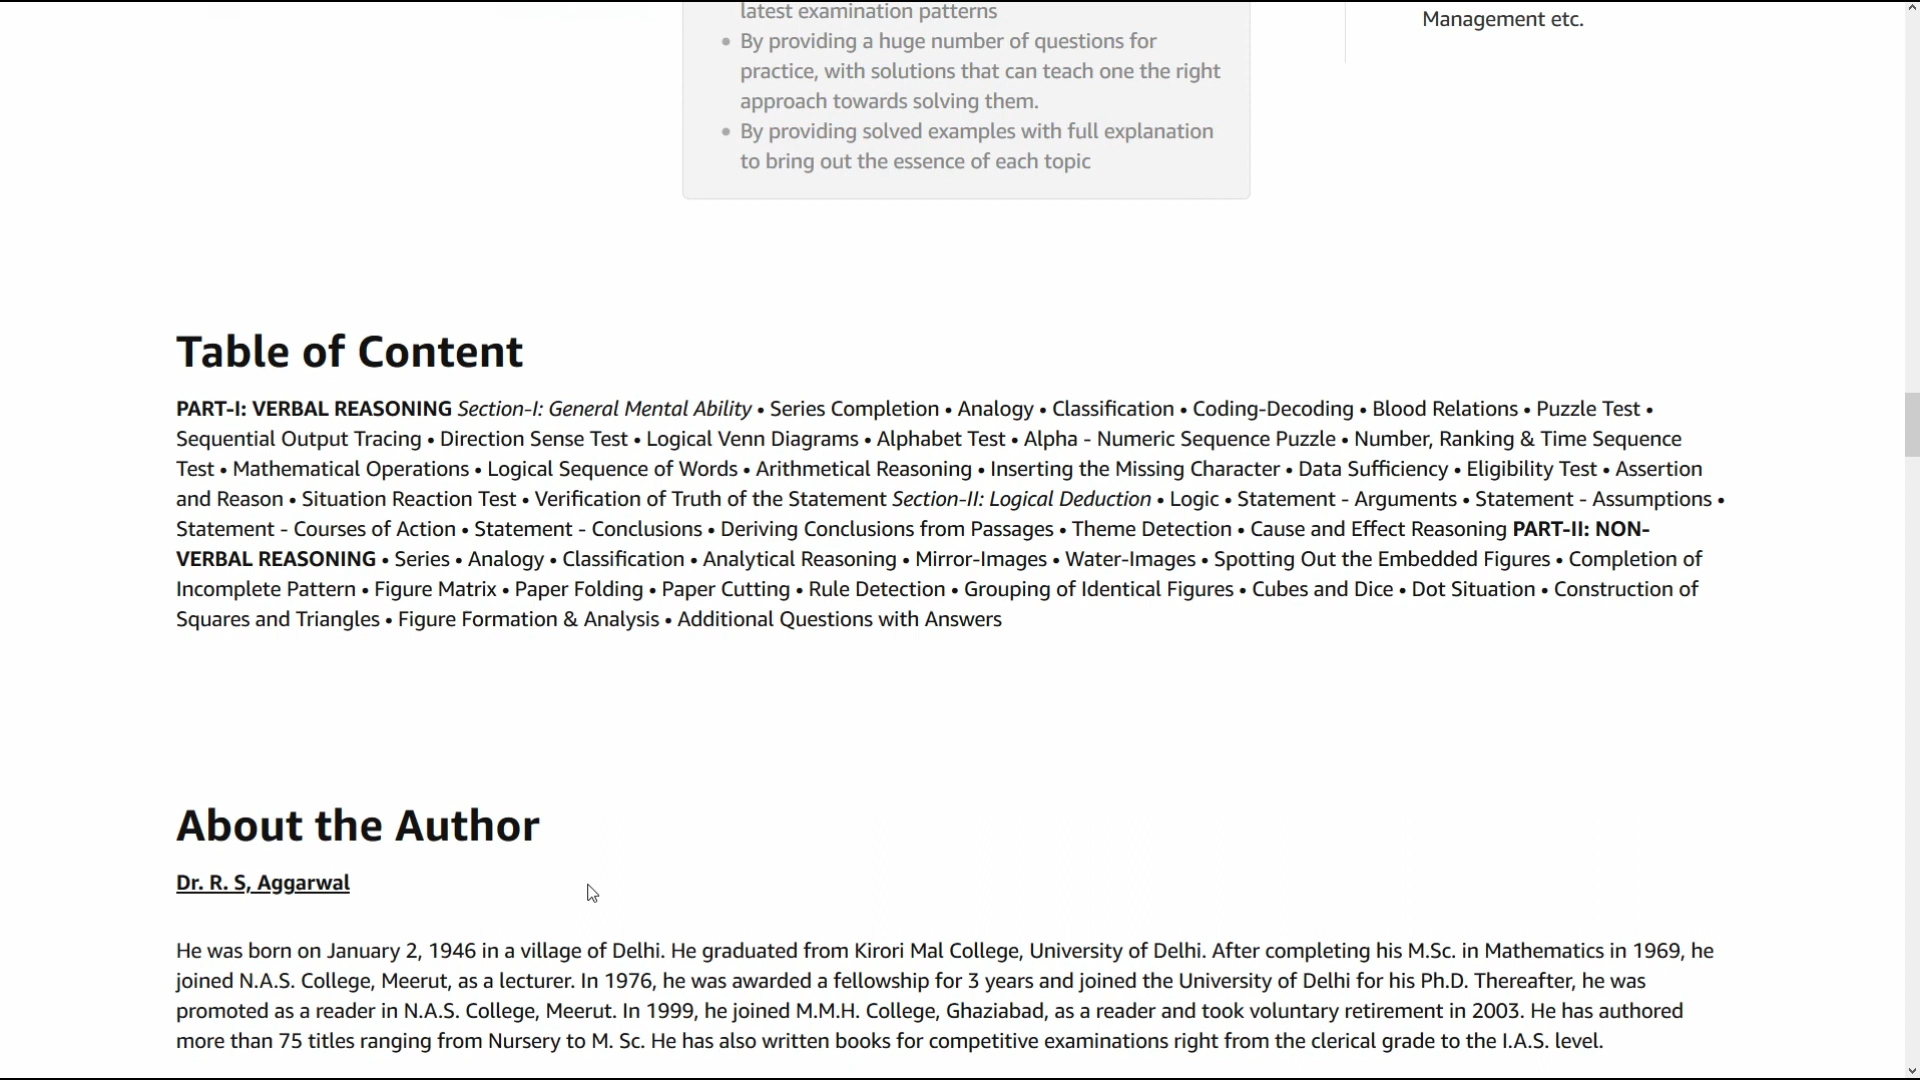 latest examination patterns
• By providing a huge number of questions for
practice, with solutions that can teach one the right
approach towards solving them.
• By providing solved examples with full explanation
to bring out the essence of each topic
Management etc.
Table of Content
PART-I: VERBAL REASONING Section-I: General Mental Ability • Series Completion • Analogy • Classification • Coding-Decoding • Blood Relations • Puzzle Test •
Sequential Output Tracing • Direction Sense Test • Logical Venn Diagrams • Alphabet Test • Alpha - Numeric Sequence Puzzle • Number, Ranking & Time Sequence
Test • Mathematical Operations • Logical Sequence of Words • Arithmetical Reasoning • Inserting the Missing Character • Data Sufficiency • Eligibility Test • Assertion
and Reason • Situation Reaction Test • Verification of Truth of the Statement Section-II: Logical Deduction • Logic • Statement - Arguments • Statement - Assumptions •
Statement - Courses of Action • Statement - Conclusions • Deriving Conclusions from Passages • Theme Detection • Cause and Effect Reasoning PART-II: NON-
VERBAL REASONING • Series • Analogy • Classification • Analytical Reasoning • Mirror-Images • Water-Images • Spotting Out the Embedded Figures • Completion of
Incomplete Pattern • Figure Matrix • Paper Folding • Paper Cutting • Rule Detection • Grouping of Identical Figures • Cubes and Dice • Dot Situation • Construction of
Squares and Triangles • Figure Formation & Analysis • Additional Questions with Answers
About the Author
Dr. R. S, Aggarwal
He was born on January 2, 1946 in a village of Delhi. He graduated from Kirori Mal College, University of Delhi. After completing his M.Sc. in Mathematics in 1969, he
joined N.A.S. College, Meerut, as a lecturer. In 1976, he was awarded a fellowship for 3 years and joined the University of Delhi for his Ph.D. Thereafter, he was
promoted as a reader in N.A.S. College, Meerut. In 1999, he joined M.M.H. College, Ghaziabad, as a reader and took voluntary retirement in 2003. He has authored
more than 75 titles ranging from Nursery to M. Sc. He has also written books for competitive examinations right from the clerical grade to the I.A.S. level.